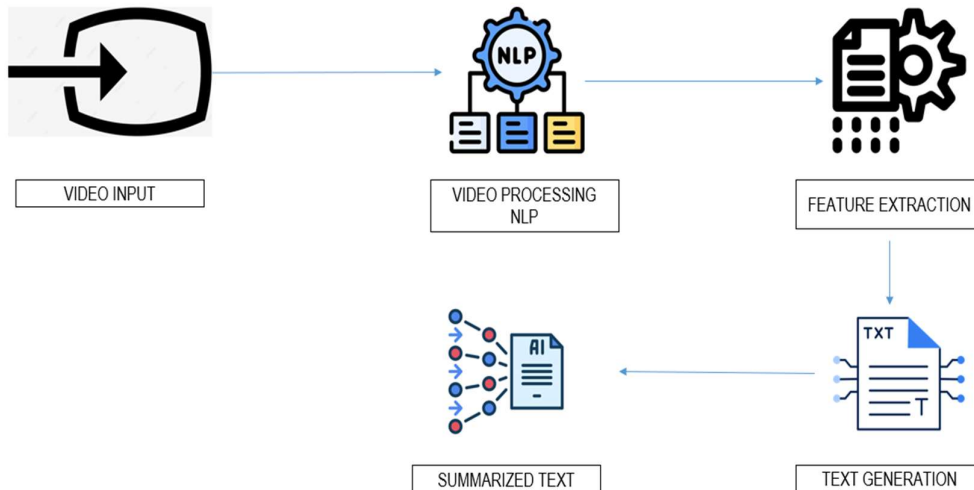 NLP
VIDEO INPUT
VIDEO PROCESSING
NLP
FEATURE EXTRACTION
AI
TXT
T
SUMMARIZED TEXT
TEXT GENERATION